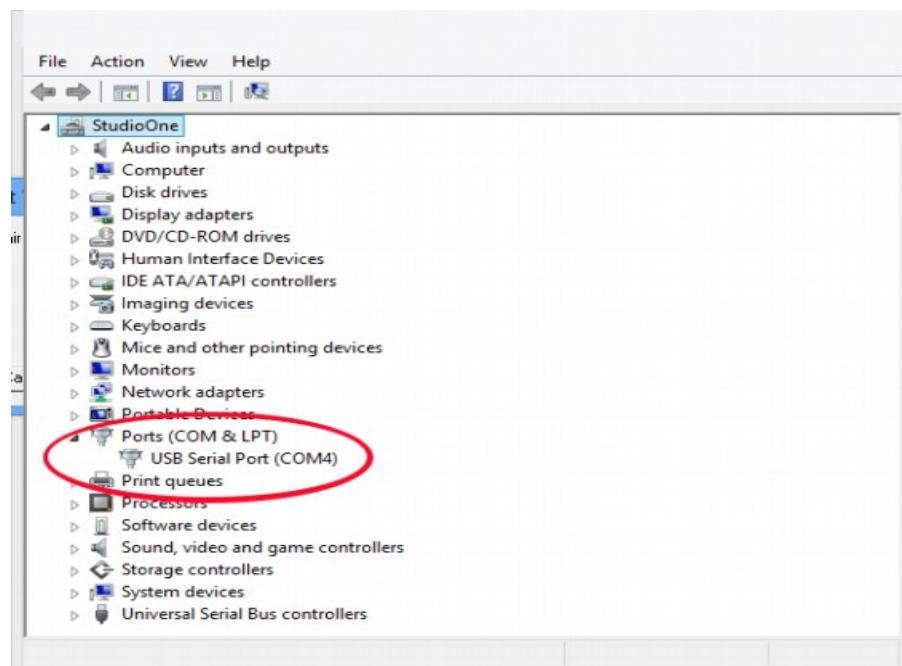 File Action View Help
StudioOne
Audio inputs and outputs
Computer
Disk drives
Display adapters
DVD/CD-ROM drives
Human Interface Devices
IDE ATA/ATAPI controllers
Imaging devices
Keyboards
Mice and other pointing devices
Monitors
Network adapters
Portable Devices
Ports (COM & LPT)
USB Serial Port (COM4)
Print queues
Processors
Software devices
Sound, video and game controllers
Storage controllers
System devices
Universal Serial Bus controllers